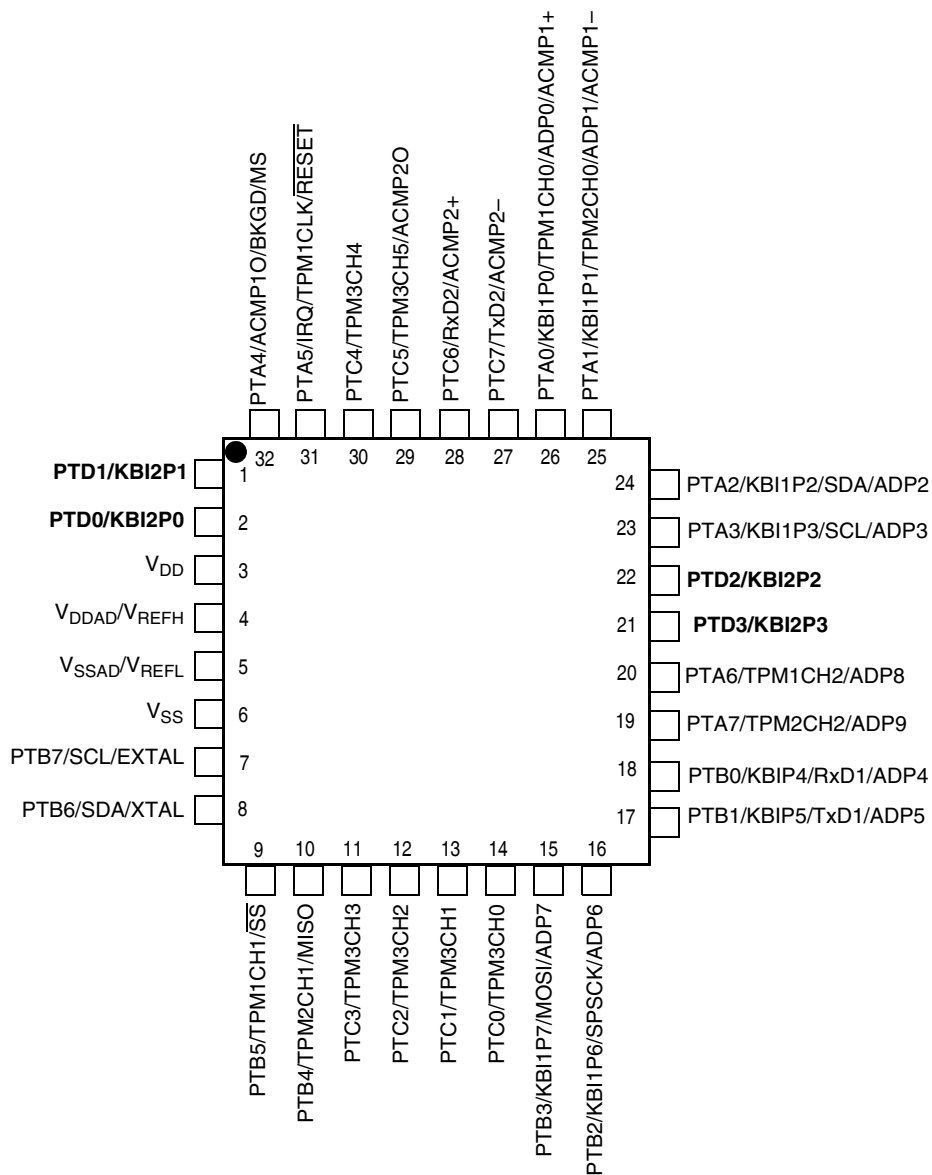 PTA4/ACMP1O/BKGD/MS
PTA5/IRQ/TPM1CLK/RESET
PTC4/TPM3CH4
PTC5/TPM3CH5/ACMP2O
PTC6/RxD2/ACMP2+
PTC7/TxD2/ACMP2–
PTA0/KBI1P0/TPM1CH0/ADP0/ACMP1+
PTA1/KBI1P1/TPM2CH0/ADP1/ACMP1–
32 31 30 29 28 27 26 25
PTD1/KBI2P1 1
PTD0/KBI2P0 2
VDD 3
VDDAD/VREFH 4
VSSAD/VREFL 5
VSS 6
PTB7/SCL/EXTAL 7
PTB6/SDA/XTAL 8
24 PTA2/KBI1P2/SDA/ADP2
23 PTA3/KBI1P3/SCL/ADP3
22 PTD2/KBI2P2
21 PTD3/KBI2P3
20 PTA6/TPM1CH2/ADP8
19 PTA7/TPM2CH2/ADP9
18 PTB0/KBIP4/RxD1/ADP4
17 PTB1/KBIP5/TxD1/ADP5
9 10 11 12 13 14 15 16
PTB5/TPM1CH1/SS
PTB4/TPM2CH1/MISO
PTC3/TPM3CH3
PTC2/TPM3CH2
PTC1/TPM3CH1
PTC0/TPM3CH0
PTB3/KBI1P7/MOSI/ADP7
PTB2/KBI1P6/SPSCK/ADP6